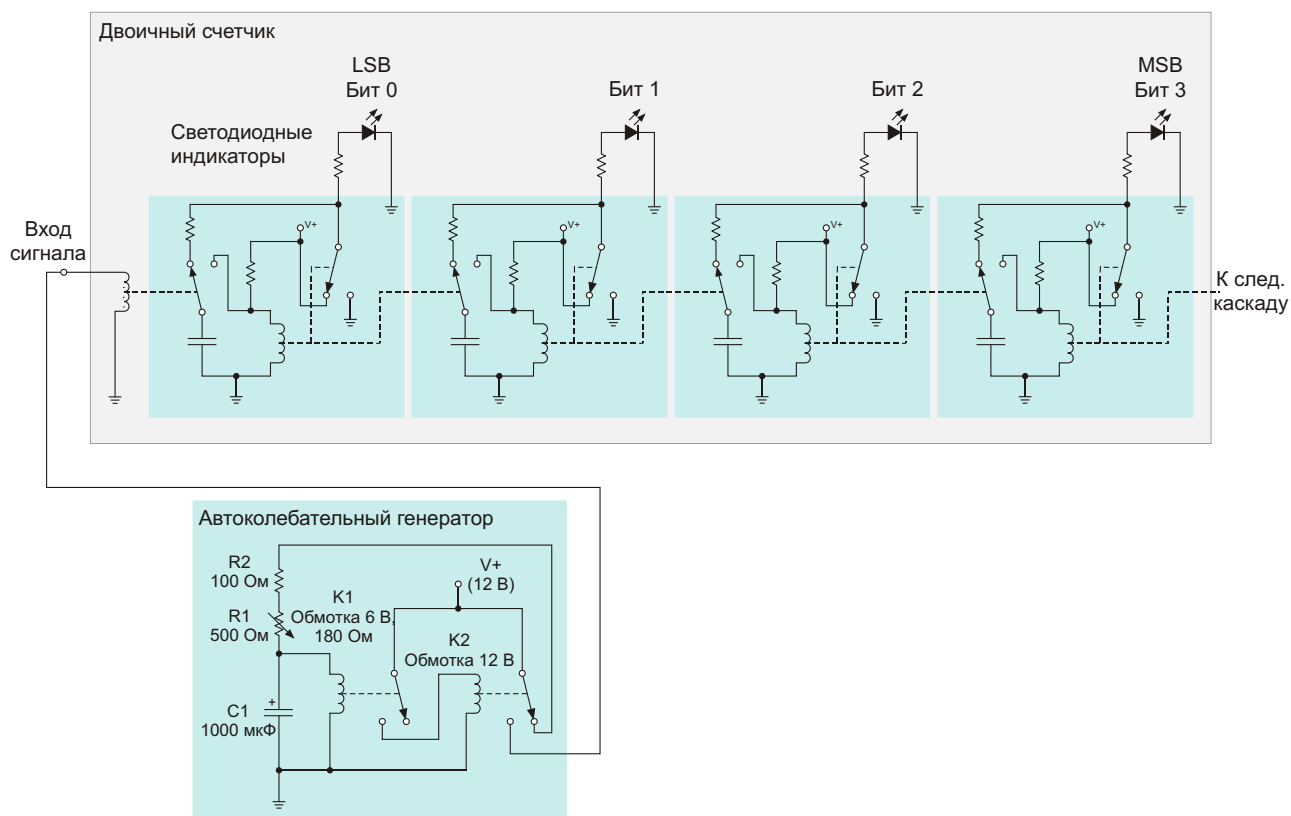 Двоичный счетчик
LSB
Бит 0
Бит 1
Бит 2
MSB
Бит 3
Светодиодные
индикаторы
Вход
сигнала
V+
V+
V+
V+
К след.
каскаду
Автоколебательный генератор
R2
100 Ом
R1
500 Ом
K1
Обмотка 6 В,
180 Ом
V+
(12 В)
K2
Обмотка 12 В
C1
1000 мкФ
+